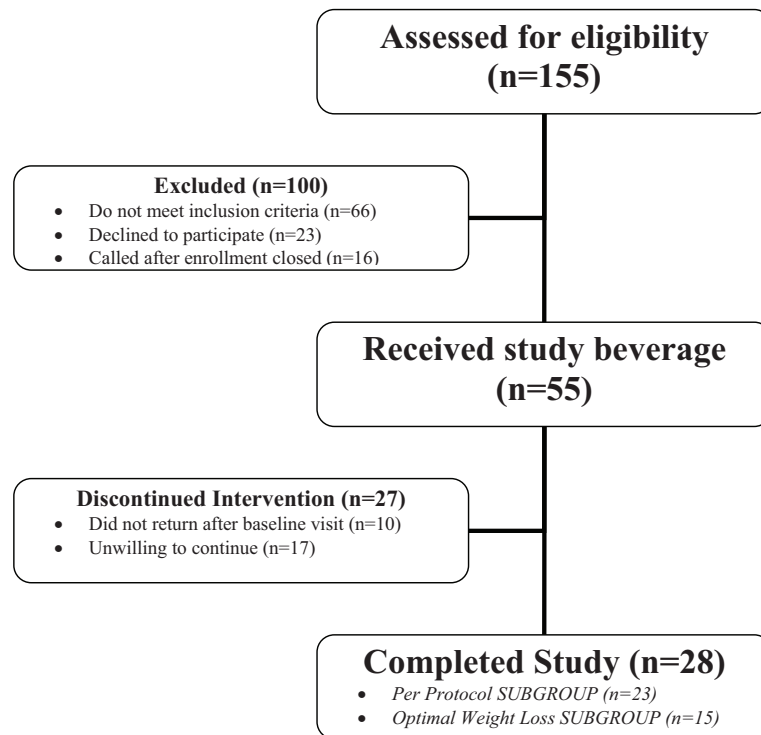 Assessed for eligibility
(n=155)
Excluded (n=100)
• Do not meet inclusion criteria (n=66)
• Declined to participate (n=23)
• Called after enrollment closed (n=16)
Received study beverage
(n=55)
Discontinued Intervention (n=27)
• Did not return after baseline visit (n=10)
• Unwilling to continue (n=17)
Completed Study (n=28)
• Per Protocol SUBGROUP (n=23)
• Optimal Weight Loss SUBGROUP (n=15)